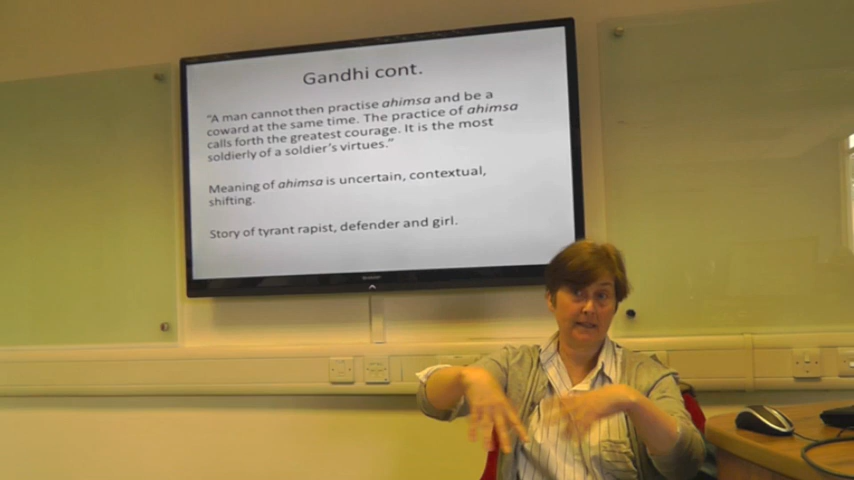 Gandhi cont.
"A man cannot then practise ahimsa and be a
coward at the same time. The practice of ahimsa
calls forth the greatest courage. It is the most
soldierly of a soldier's virtues."
Meaning of ahimsa is uncertain, contextual,
shifting.
Story of tyrant rapist, defender and girl.